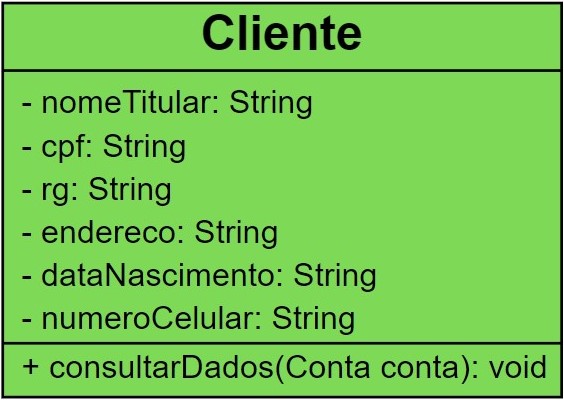 Cliente
- nomeTitular: String
- cpf: String
- rg: String
- endereco: String
- dataNascimento: String
- numeroCelular: String
+ consultarDados(Conta conta): void